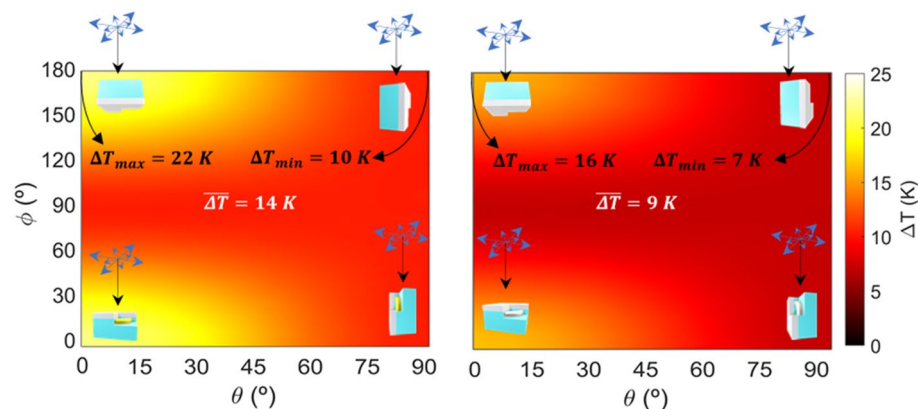 180
150
120
90
60
30
0
ϕ (º)
ΔT_max = 22 K
ΔT_min = 10 K
ΔT̅ = 14 K
0 15 30 45 60 75 90
θ (º)
ΔT_max = 16 K
ΔT_min = 7 K
ΔT̅ = 9 K
0 15 30 45 60 75 90
θ (º)
25
20
15
10
5
0
ΔT (K)